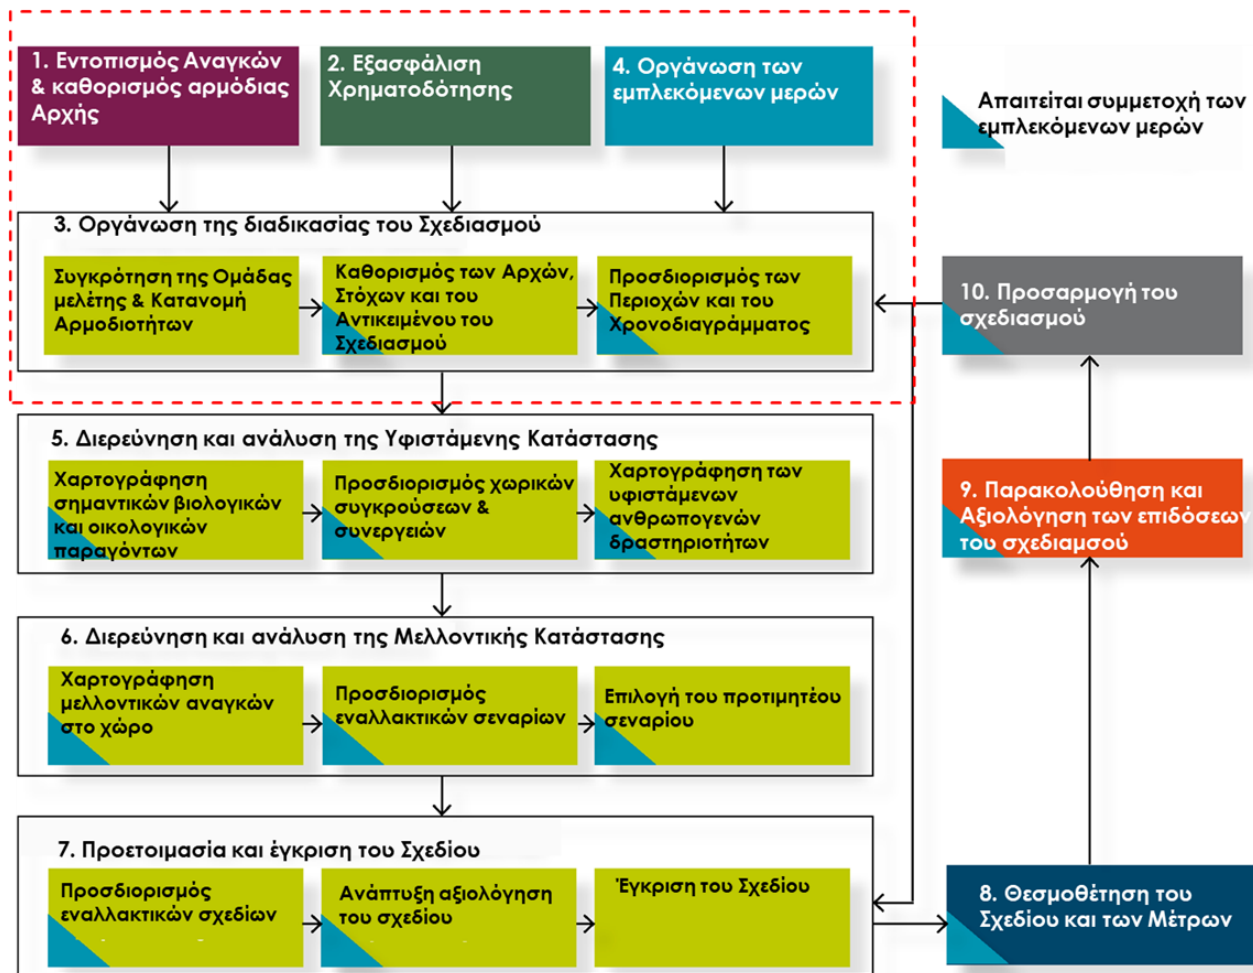 1. Εντοπισμός Αναγκών
& καθορισμός αρμόδιας
Αρχής
2. Εξασφάλιση
Χρηματοδότησης
4. Οργάνωση των
εμπλεκόμενων μερών
Απαιτείται συμμετοχή των
εμπλεκόμενων μερών
3. Οργάνωση της διαδικασίας του Σχεδιασμού
Συγκρότηση της Ομάδας
μελέτης & Κατανομή
Αρμοδιοτήτων
Καθορισμός των Αρχών,
Στόχων και του
Αντικειμένου του
Σχεδιασμού
Προσδιορισμός των
Περιοχών και του
Χρονοδιαγράμματος
10. Προσαρμογή του
σχεδιασμού
5. Διερεύνηση και ανάλυση της Υφιστάμενης Κατάστασης
Χαρτογράφηση
σημαντικών βιολογικών
και οικολογικών
παραγόντων
Προσδιορισμός χωρικών
συγκρούσεων &
συνεργειών
Χαρτογράφηση των
υφιστάμενων
ανθρωπογενών
δραστηριοτήτων
9. Παρακολούθηση και
Αξιολόγηση των επιδόσεων
του σχεδιαμσού
6. Διερεύνηση και ανάλυση της Μελλοντικής Κατάστασης
Χαρτογράφηση
μελλοντικών αναγκών
στο χώρο
Προσδιορισμός
εναλλακτικών σεναρίων
Επιλογή του προτιμητέου
σεναρίου
7. Προετοιμασία και έγκριση του Σχεδίου
Προσδιορισμός
εναλλακτικών σχεδίων
Ανάπτυξη αξιολόγηση
του σχεδίου
Έγκριση του Σχεδίου
8. Θεσμοθέτηση του
Σχεδίου και των Μέτρων